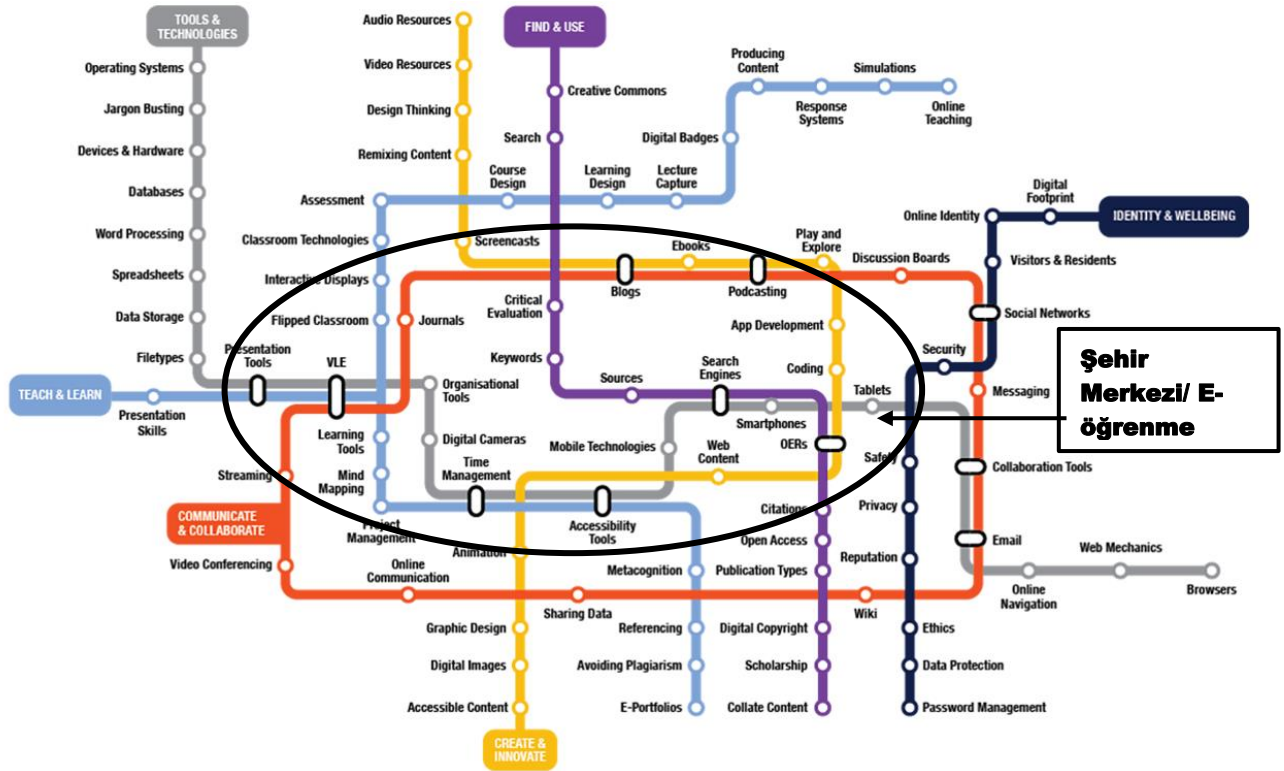 TOOLS &
TECHNOLOGIES
Operating Systems
Jargon Busting
Devices & Hardware
Databases
Word Processing
Spreadsheets
Data Storage
Filetypes
Presentation
Tools
VLE
TEACH & LEARN
Presentation
Skills
Audio Resources
Video Resources
Design Thinking
Remixing Content
Screencasts
FIND & USE
Creative Commons
Search
Critical
Evaluation
Keywords
Sources
Search
Engines
Producing
Content
Simulations
Response
Systems
Online
Teaching
Digital Badges
Course
Design
Learning
Design
Lecture
Capture
Assessment
Classroom Technologies
Interactive Displays
Flipped Classroom
Journals
Blogs
Ebooks
Podcasting
Play and
Explore
Discussion Boards
App Development
Coding
Digital
Footprint
Online Identity
IDENTITY & WELLBEING
Visitors & Residents
Social Networks
Security
Messaging
Şehir
Merkezi/ E-
öğrenme
Organisational
Tools
Digital Cameras
Time
Management
Mobile Technologies
Smartphones
Tablets
Web
Content
OERs
Learning
Tools
Mind
Mapping
Project
Management
Streaming
COMMUNICATE
& COLLABORATE
Video Conferencing
Online
Communication
Animation
Accessibility
Tools
Sharing Data
Metacognition
Referencing
Avoiding Plagiarism
E-Portfolios
Graphic Design
Digital Images
Accessible Content
CREATE &
INNOVATE
Citations
Open Access
Publication Types
Digital Copyright
Scholarship
Collate Content
Wiki
Safety
Privacy
Reputation
Ethics
Data Protection
Password Management
Collaboration Tools
Email
Online
Navigation
Web Mechanics
Browsers